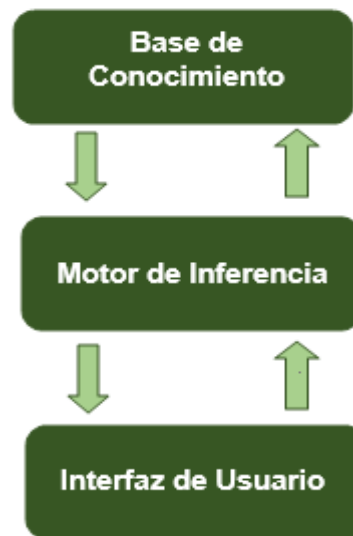 Base de
Conocimiento
Motor de Inferencia
Interfaz de Usuario